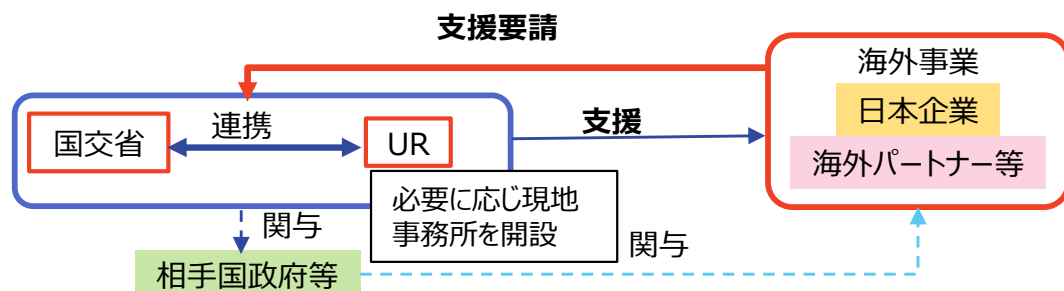 支援要請
海外事業
日本企業
海外パートナー等
国交省
連携
UR
支援
必要に応じ現地
事務所を開設
関与
関与
相手国政府等